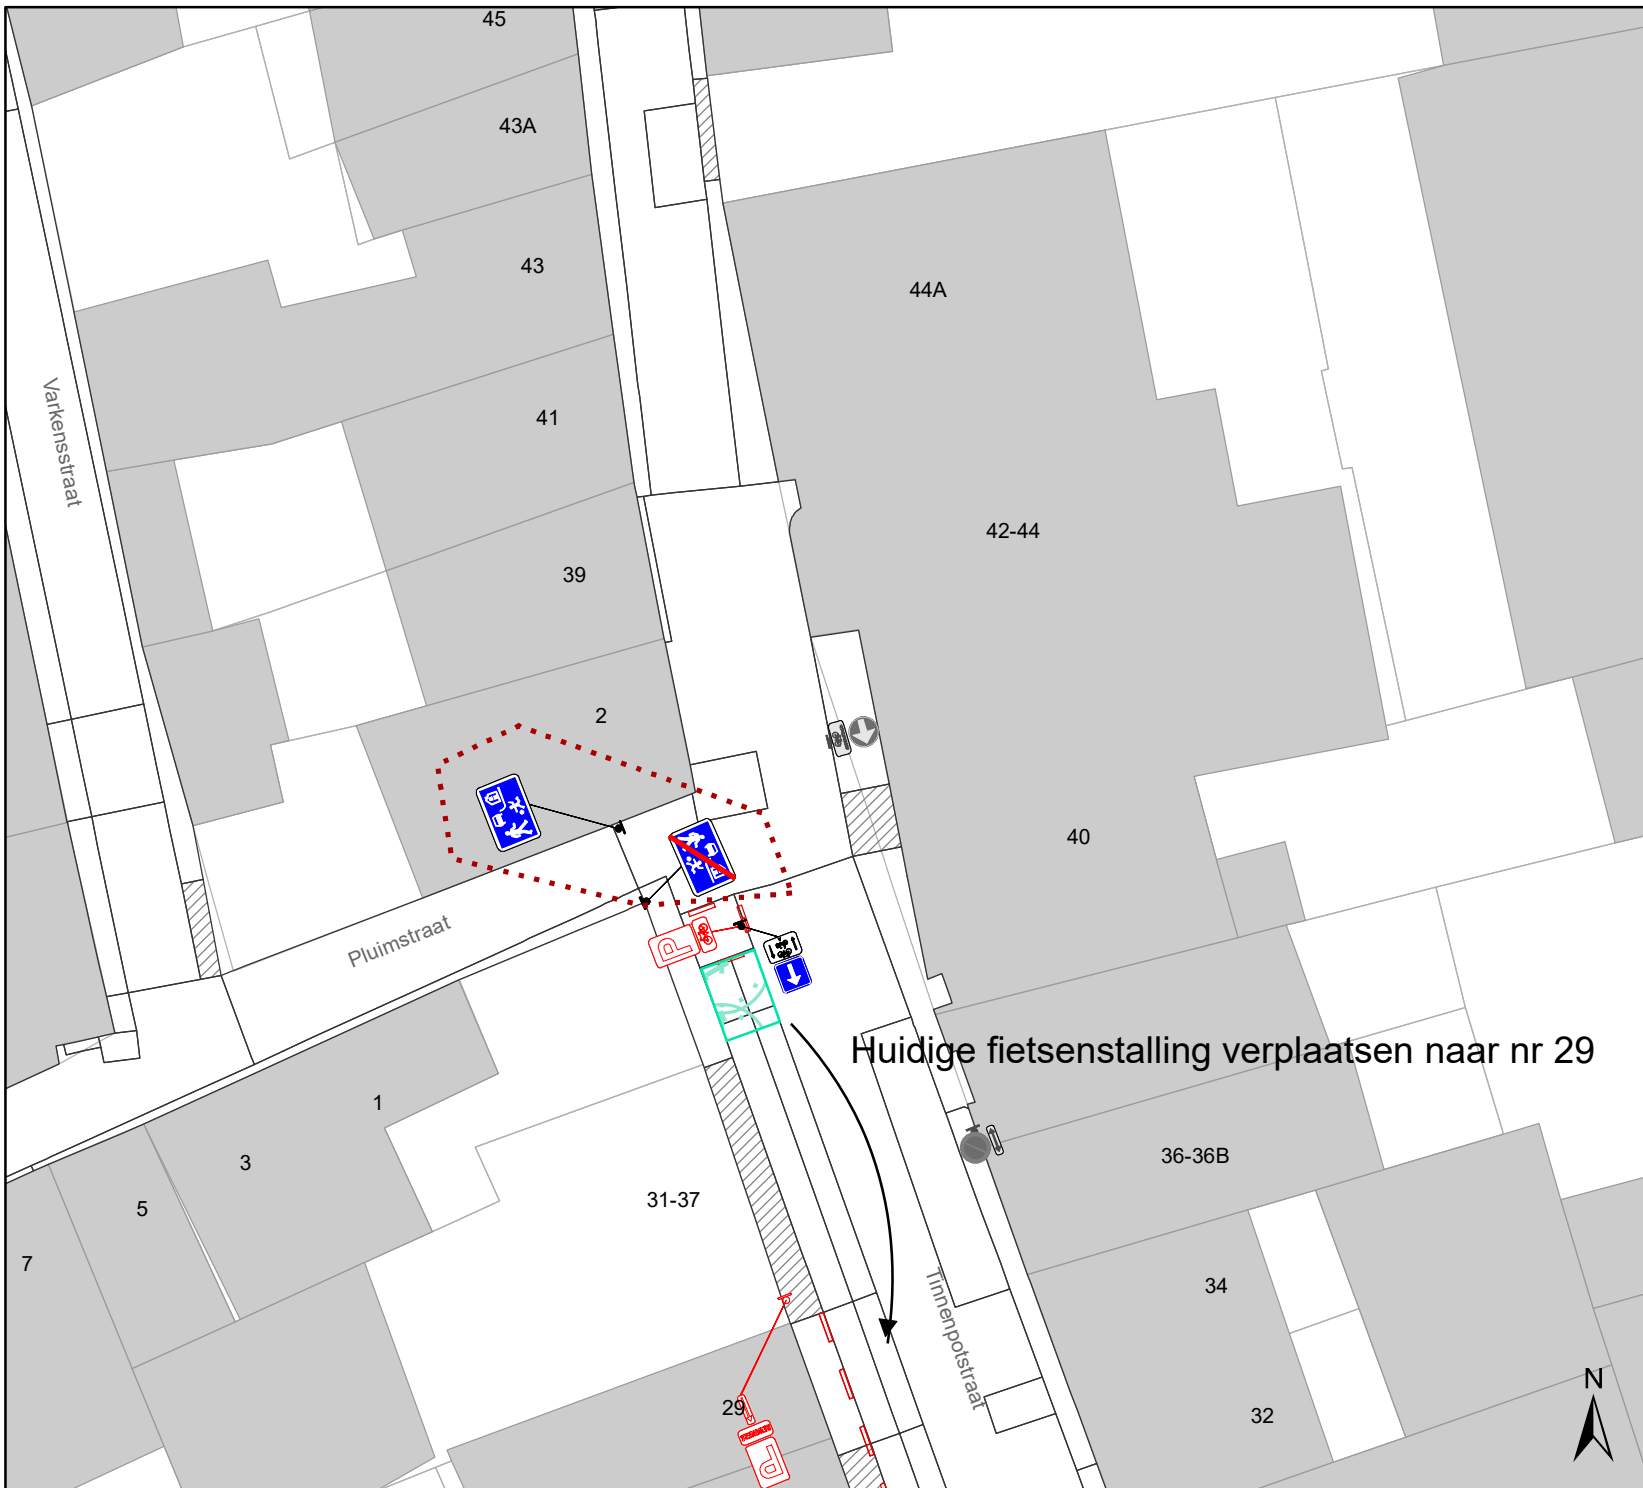 45
43A
43
44A
Varkensstraat
41
42-44
39
2
40
Pluimstraat
P
Huidige fietsenstalling verplaatsen naar nr 29
1
3
36-36B
31-37
5
7
34
Tinnenpotstraat
N
29
32
P